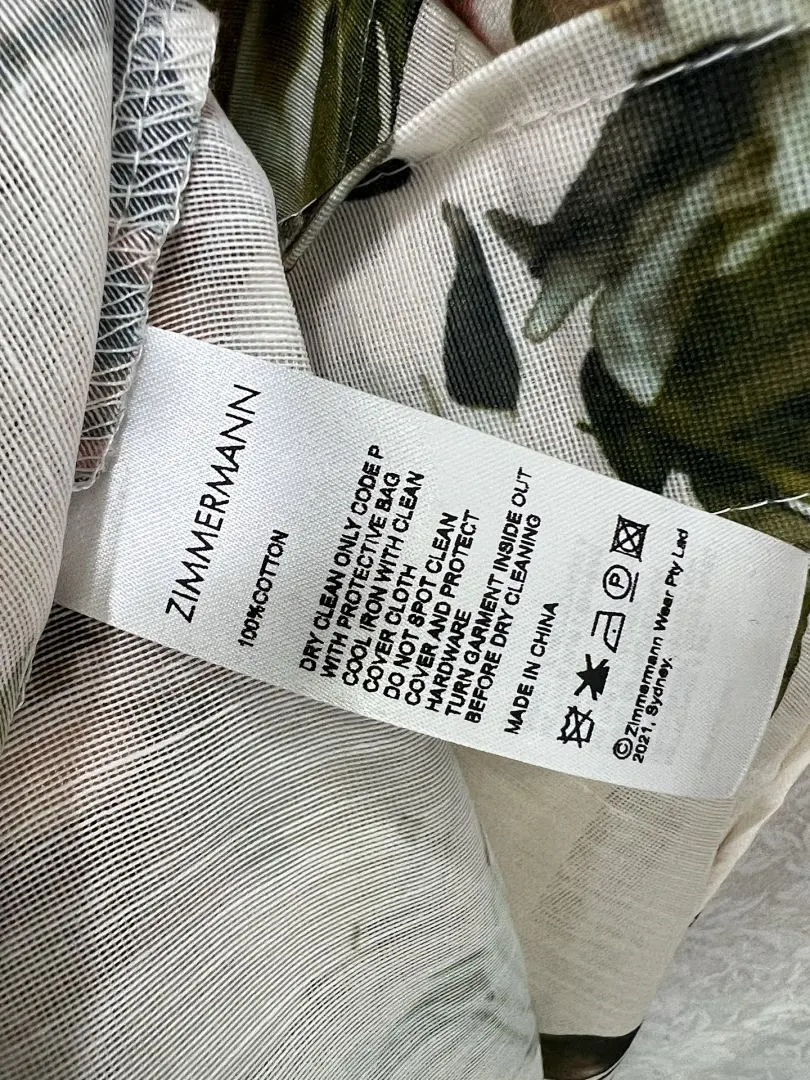 ZIMMERMANN
100%COTTON
DRY CLEAN ONLY CODE P
WITH PROTECTIVE BAG
COOL IRON WITH CLEAN
COVER CLOTH
DO NOT SPOT CLEAN
COVER AND PROTECT
HARDWARE
TURN GARMENT INSIDE OUT
BEFORE DRY CLEANING
MADE IN CHINA
P
©Zimmermann Wear Pty Ltd
2021, Sydney.